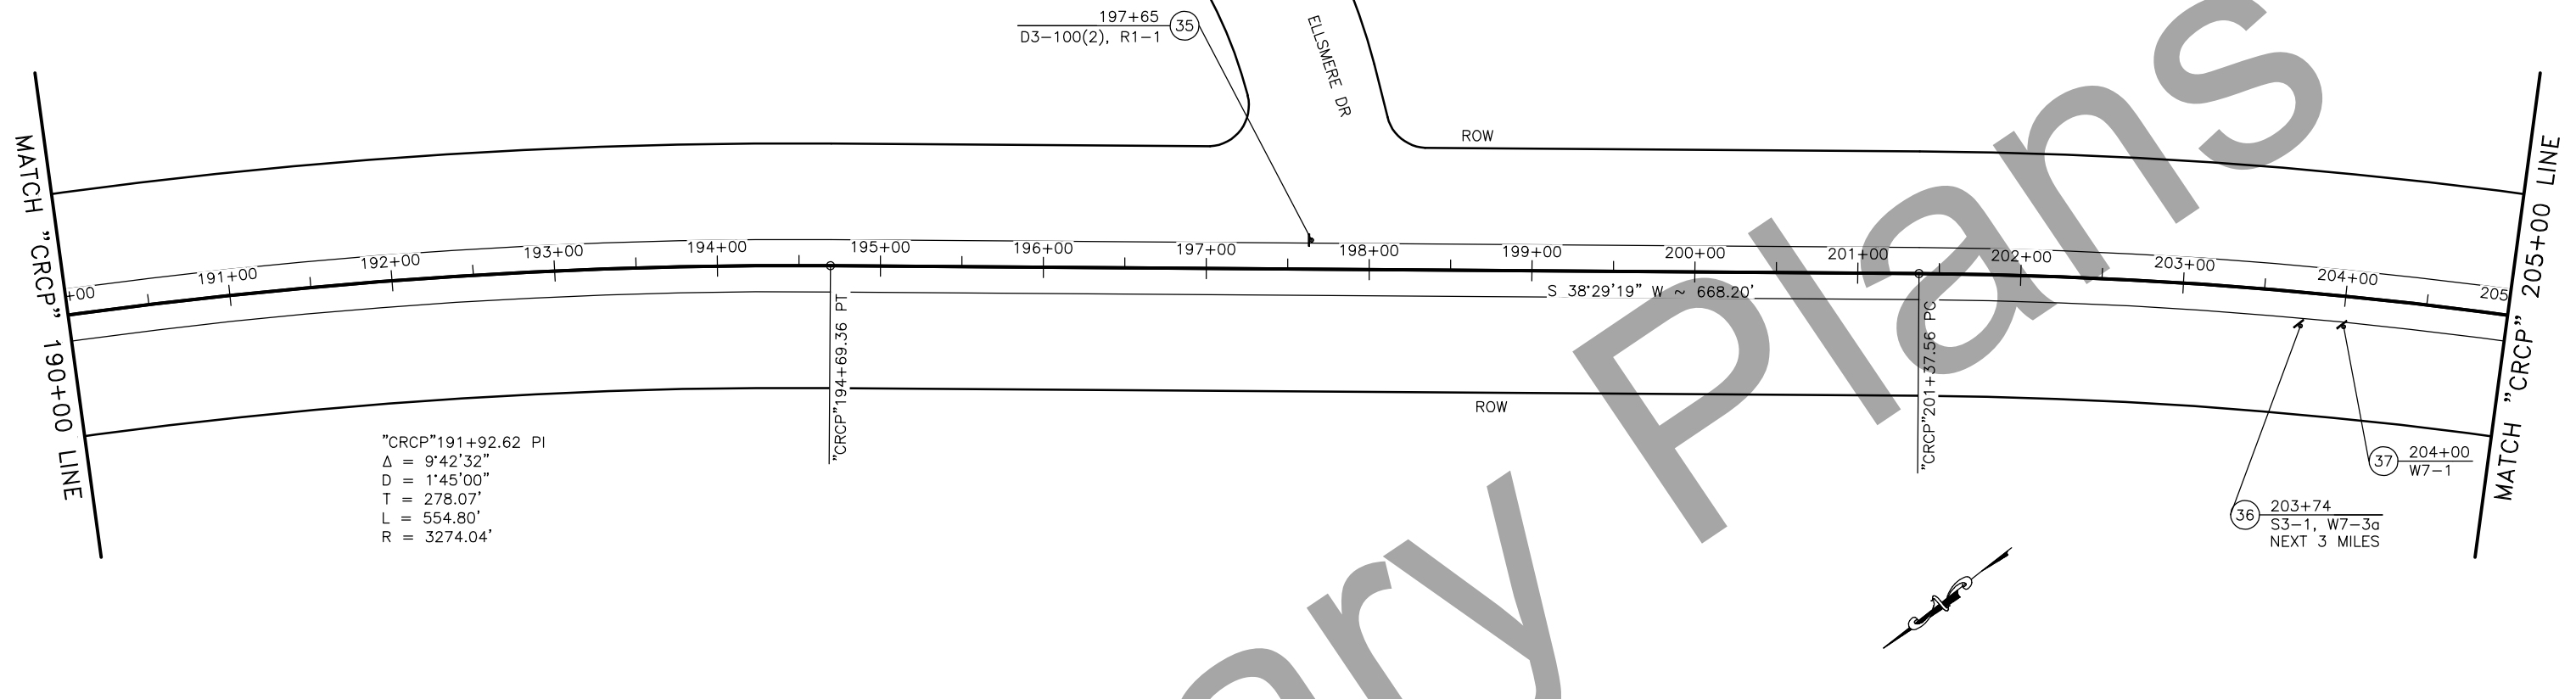 197+65
35
D3-100(2), R1-1
ELLSMERE DR
ROW
MATCH "CRCP" 190+00 LINE
+00
191+00
192+00
193+00
194+00
195+00
196+00
197+00
198+00
199+00
200+00
201+00
202+00
203+00
204+00
205
MATCH "CRCP" 205+00 LINE
S 38°29'19" W ~ 668.20'
"CRCP"194+69.36 PT
"CRCP"201+37.56 PC
ROW
"CRCP"191+92.62 PI
Δ = 9°42'32"
D = 1°45'00"
T = 278.07'
L = 554.80'
R = 3274.04'
37
204+00
W7-1
36
203+74
S3-1, W7-3a
NEXT 3 MILES
ary Plans